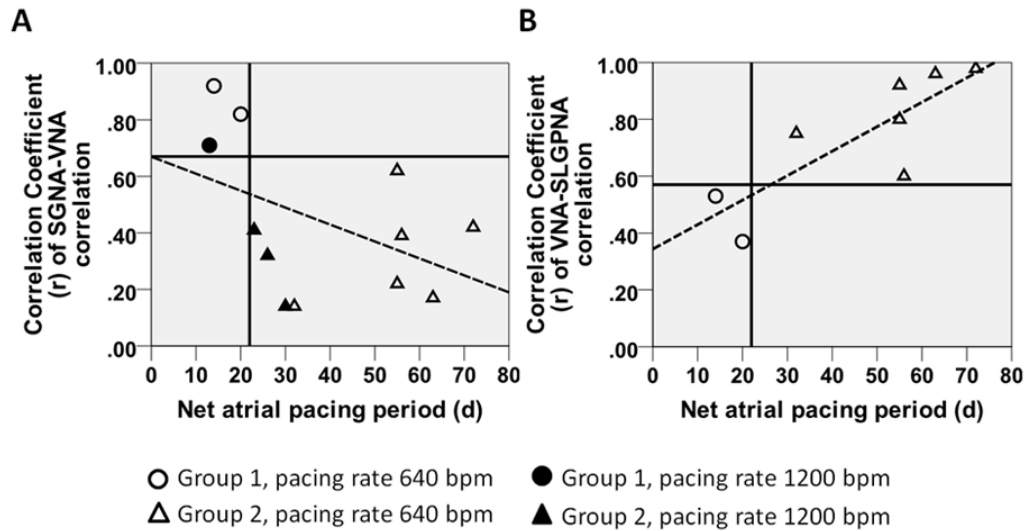 A
Correlation Coefficient
(r) of SGNA-VNA
correlation
1.00
.80
.60
.40
.20
.00
0 10 20 30 40 50 60 70 80
Net atrial pacing period (d)
B
Correlation Coefficient
(r) of VNA-SLGPNA
correlation
1.00
.80
.60
.40
.20
.00
0 10 20 30 40 50 60 70 80
Net atrial pacing period (d)
Group 1, pacing rate 640 bpm
Group 1, pacing rate 1200 bpm
Group 2, pacing rate 640 bpm
Group 2, pacing rate 1200 bpm